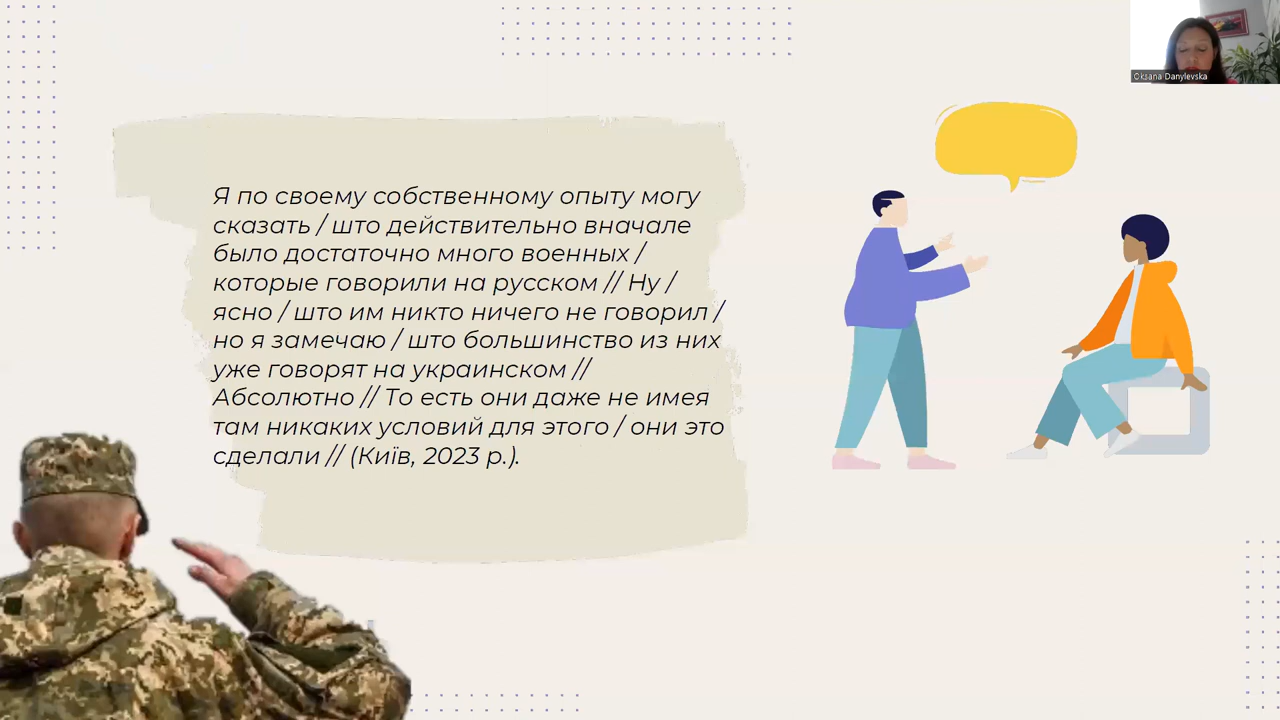 Я по своему собственному опыту могу
сказать / што действительно вначале
было достаточно много военных /
которые говорили на русском // Ну /
ясно / што им никто ничего не говорил /
но я замечаю / што большинство из них
уже говорят на украинском //
Абсолютно // То есть они даже не имея
там никаких условий для этого / они это
сделали // (Київ, 2023 р.).
Oksana Danylevska